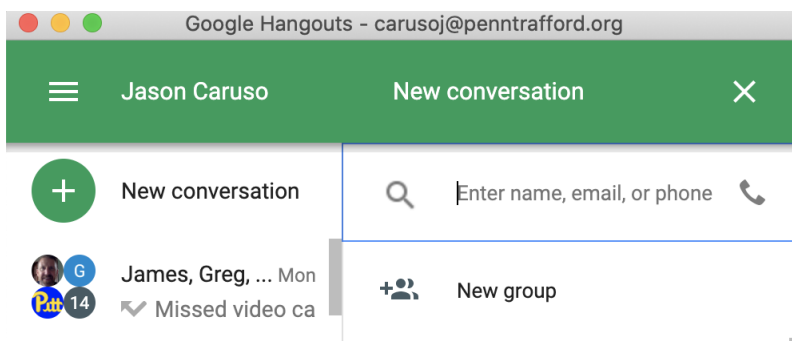 Google Hangouts - carusoj@penntrafford.org
Jason Caruso
New conversation
New conversation
Enter name, email, or phone
G
James, Greg, ... Mon
Pitt 14
Missed video ca
New group